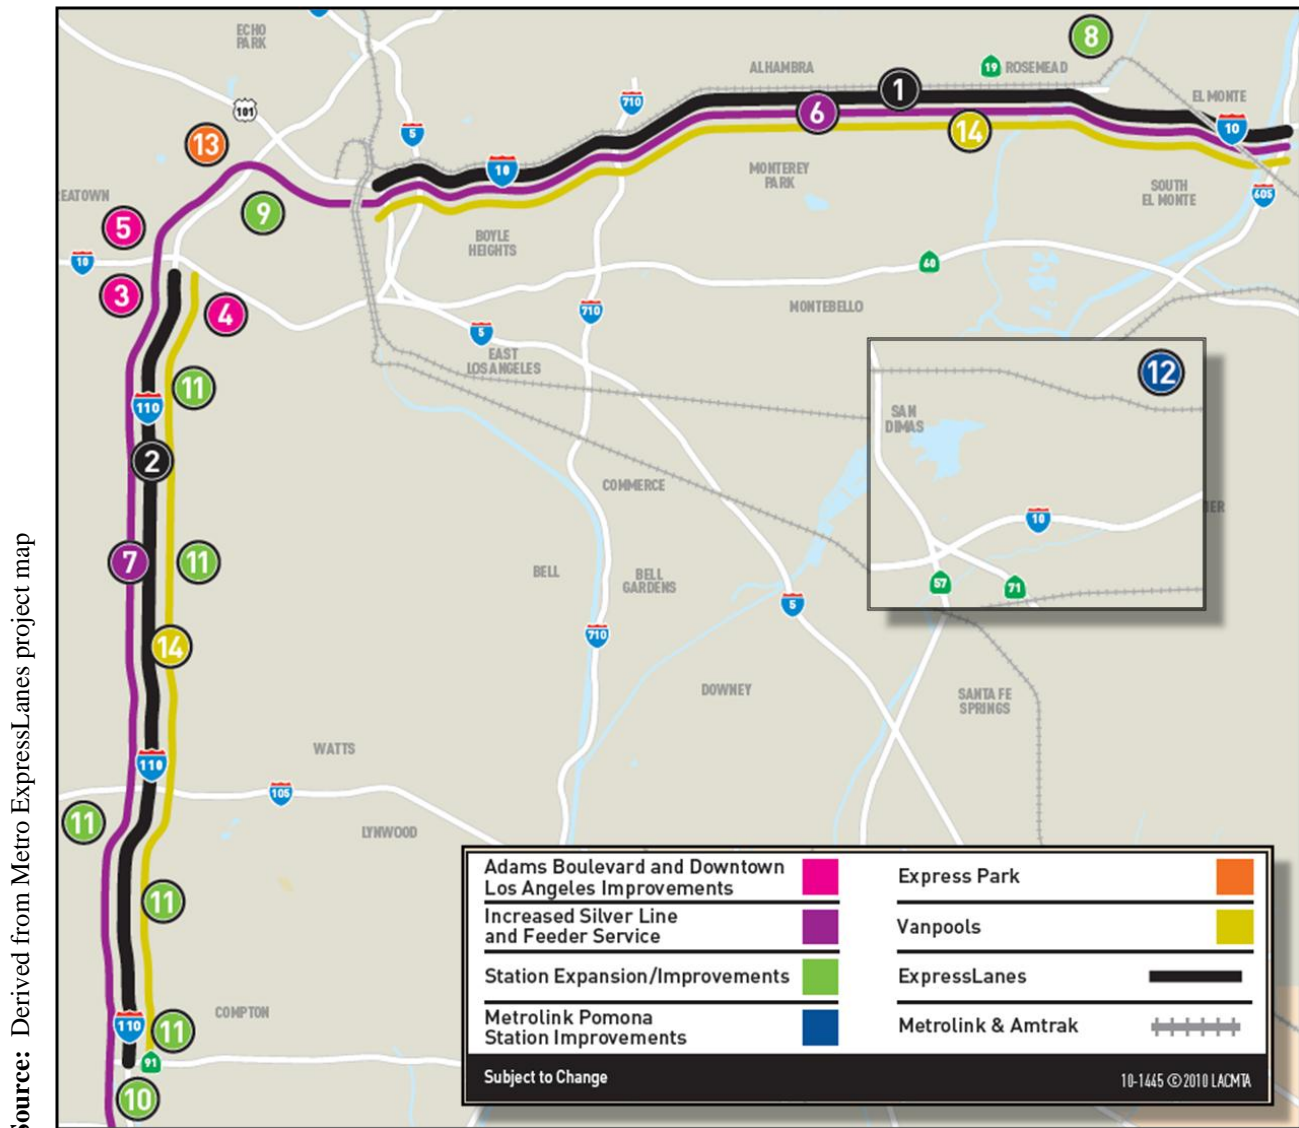 ECHO
PARK
8
ALHAMBRA
19
ROSEMEAD
1
EL MONTE
101
710
6
5
14
10
13
10
MONTEREY
PARK
REATOWN
SOUTH
EL MONTE
605
5
9
BOYLE
HEIGHTS
10
60
3
4
MONTEBELLO
710
5
EAST
LOS ANGELES
12
11
110
SAN
DIMAS
2
COMMERCE
MER
10
7
11
BELL
BELL
GARDENS
57
71
5
710
14
DOWNEY
SANTA FE
SPRINGS
WATTS
110
105
11
LYNWOOD
11
COMPTON
110
11
91
10
Adams Boulevard and Downtown
Los Angeles Improvements
Increased Silver Line
and Feeder Service
Station Expansion/Improvements
Metrolink Pomona
Station Improvements
Express Park
Vanpools
ExpressLanes
Metrolink & Amtrak
Subject to Change
10-1445 ©2010 LACMTA
Source: Derived from Metro ExpressLanes project map